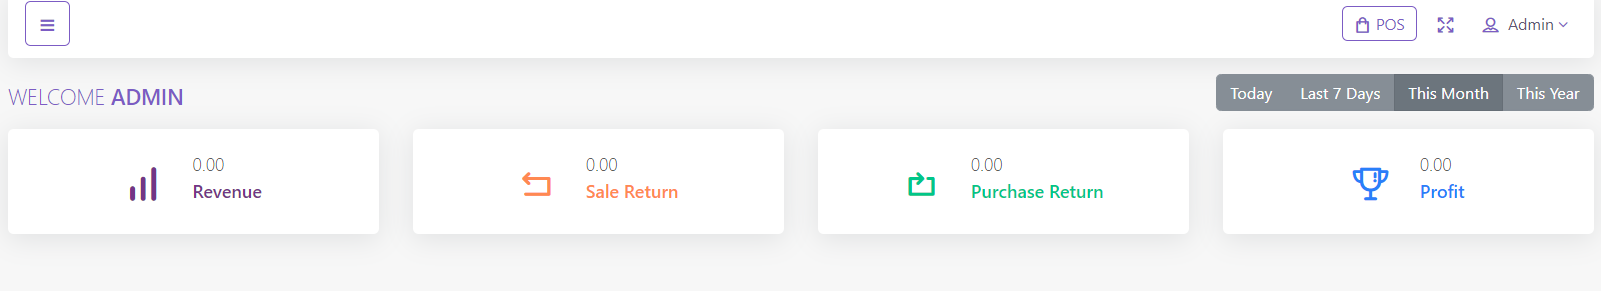 POS
Admin
WELCOME ADMIN
Today
Last 7 Days
This Month
This Year
0.00
Revenue
0.00
Sale Return
0.00
Purchase Return
0.00
Profit